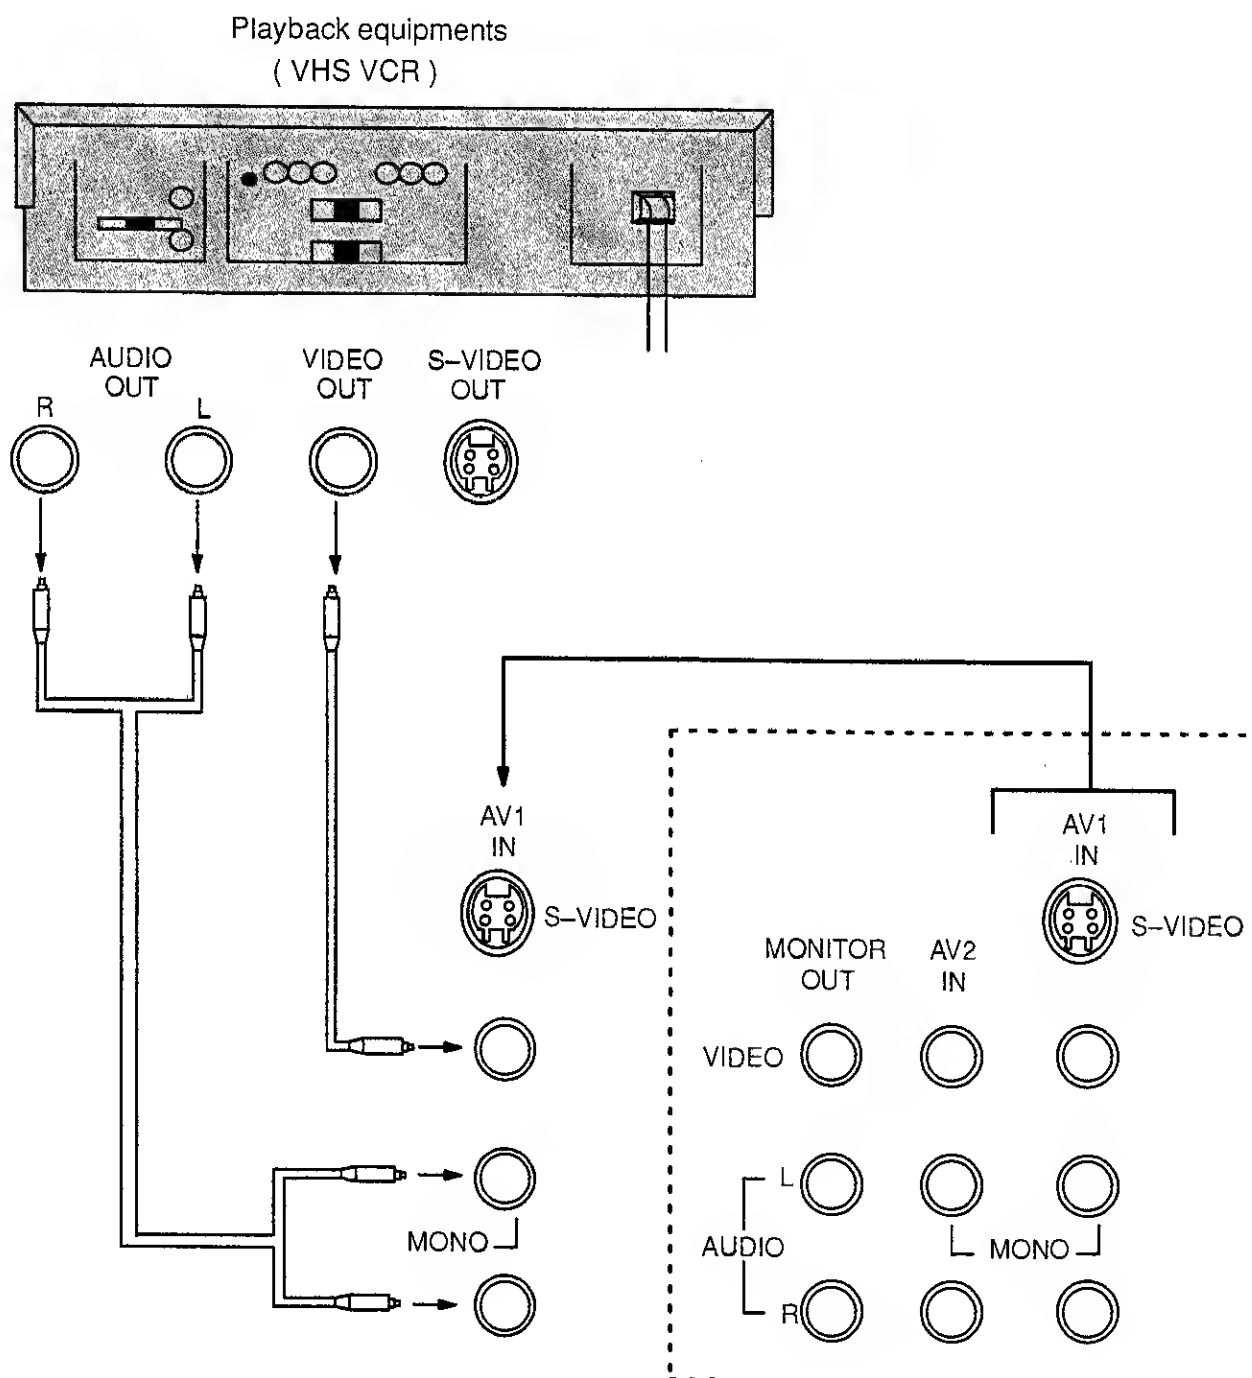 Playback equipments
( VHS VCR )
AUDIO
OUT
R
L
VIDEO
OUT
S–VIDEO
OUT
AV1
IN
S–VIDEO
MONO
AV1
IN
S–VIDEO
MONITOR
OUT
AV2
IN
VIDEO
L
AUDIO
MONO
R